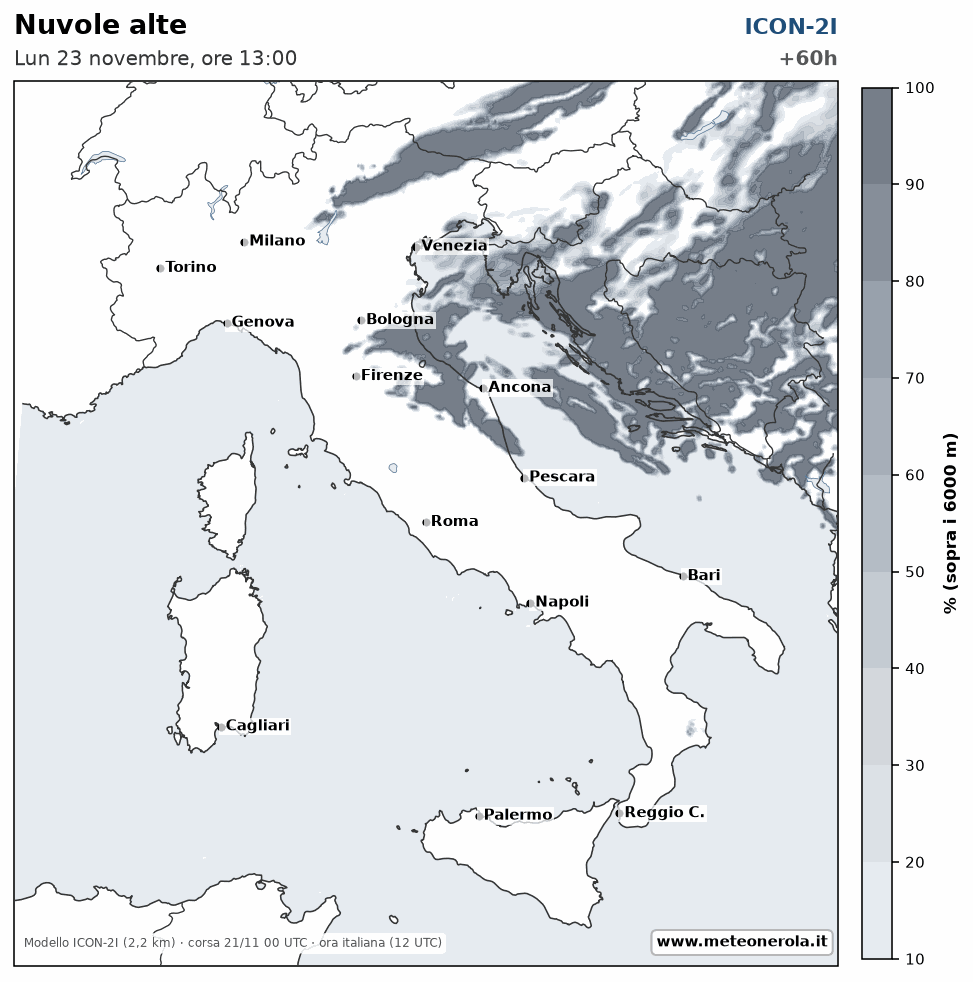 Nuvole alte
ICON-2I
Lun 23 novembre, ore 13:00
+60h
100
90
80
70
60
50
40
30
20
10
% (sopra i 6000 m)
Milano
Venezia
Torino
Genova
Bologna
Firenze
Ancona
Pescara
Roma
Bari
Napoli
Cagliari
Palermo
Reggio C.
Modello ICON-2I (2,2 km) · corsa 21/11 00 UTC · ora italiana (12 UTC)
www.meteonerola.it